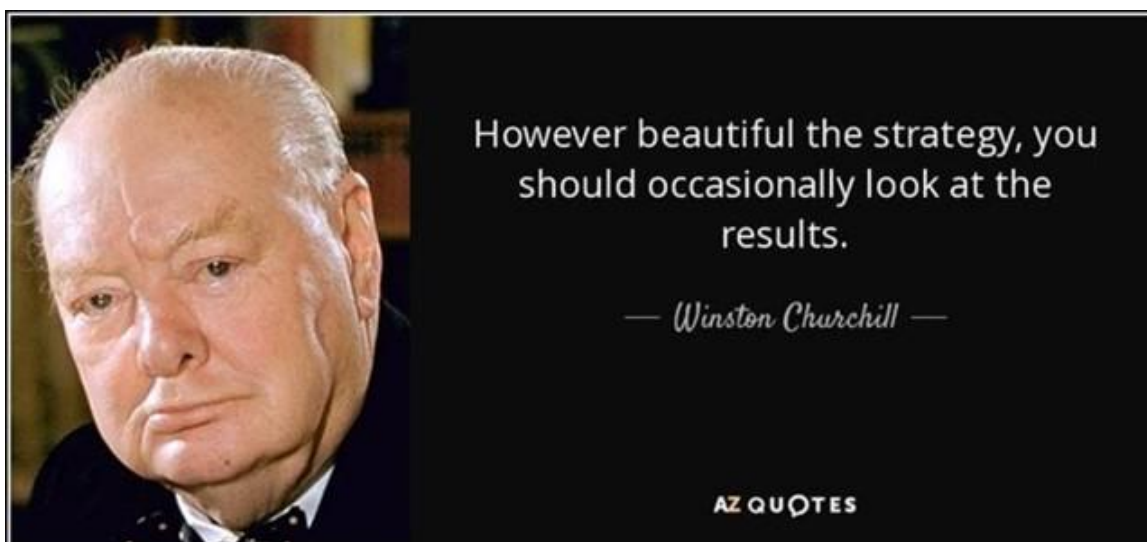 However beautiful the strategy, you
should occasionally look at the
results.
— Winston Churchill —
AZ QUOTES